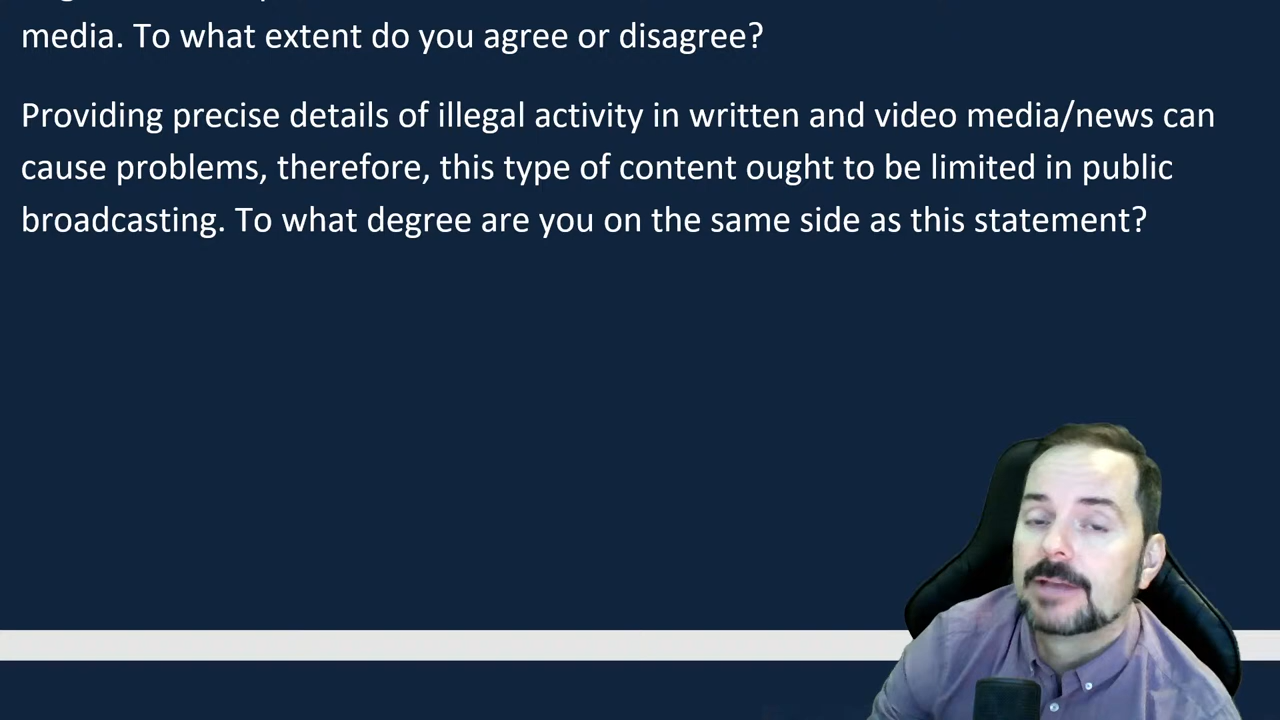 media. To what extent do you agree or disagree?
Providing precise details of illegal activity in written and video media/news can
cause problems, therefore, this type of content ought to be limited in public
broadcasting. To what degree are you on the same side as this statement?